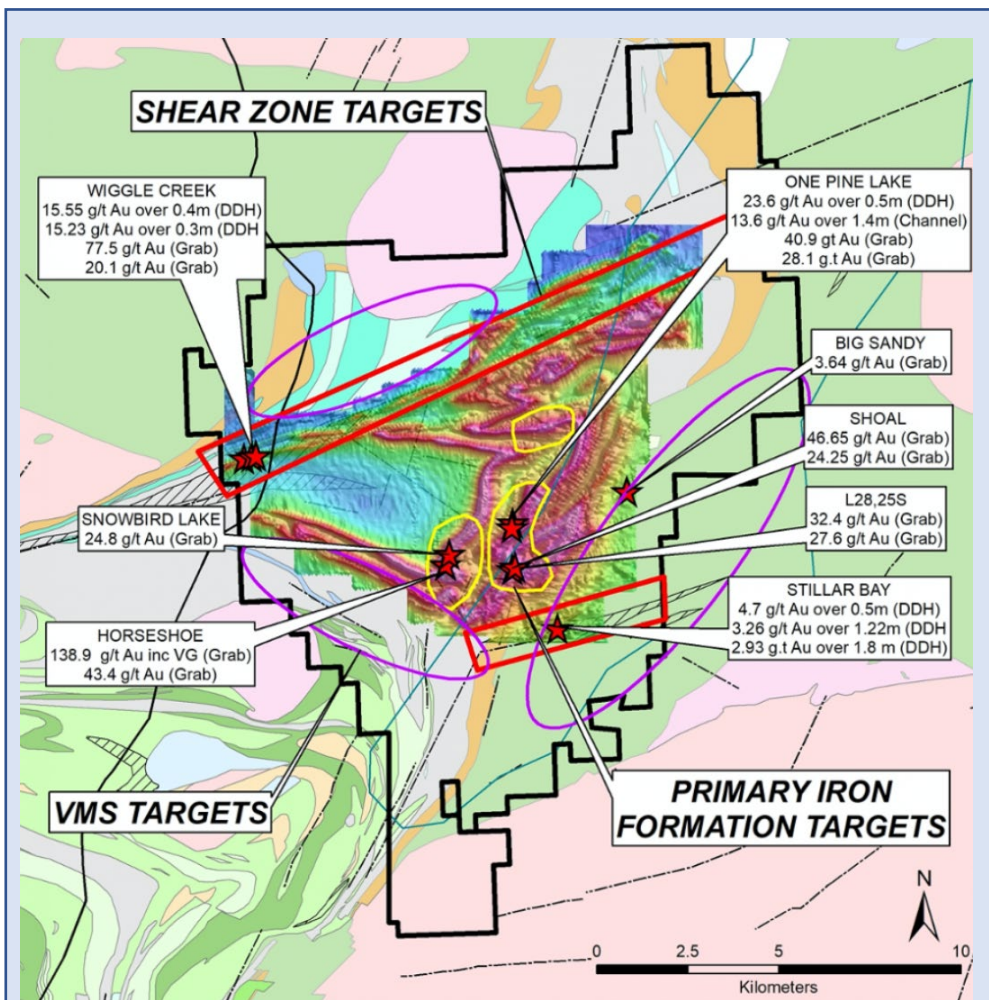 SHEAR ZONE TARGETS
WIGGLE CREEK
15.55 g/t Au over 0.4m (DDH)
15.23 g/t Au over 0.3m (DDH
77.5 g/t Au (Grab)
20.1 g/t Au (Grab)
ONE PINE LAKE
23.6 g/t Au over 0.5m (DDH)
13.6 g/t Au over 1.4m (Channel)
40.9 gt Au (Grab)
28.1 g.t Au (Grab)
BIG SANDY
3.64 g/t Au (Grab)
SHOAL
46.65 g/t Au (Grab)
24.25 g/t Au (Grab)
SNOWBIRD LAKE
24.8 g/t Au (Grab)
L28,25S
32.4 g/t Au (Grab)
27.6 g/t Au (Grab)
STILLAR BAY
4.7 g/t Au over 0.5m (DDH)
3.26 g/t Au over 1.22m (DDH
2.93 g.t Au over 1.8 m (DDH)
HORSESHOE
138.9 g/t Au inc VG (Grab)
43.4 g/t Au (Grab)
VMS TARGETS
PRIMARY IRON
FORMATION TARGETS
N
0 2.5 5 10
Kilometers